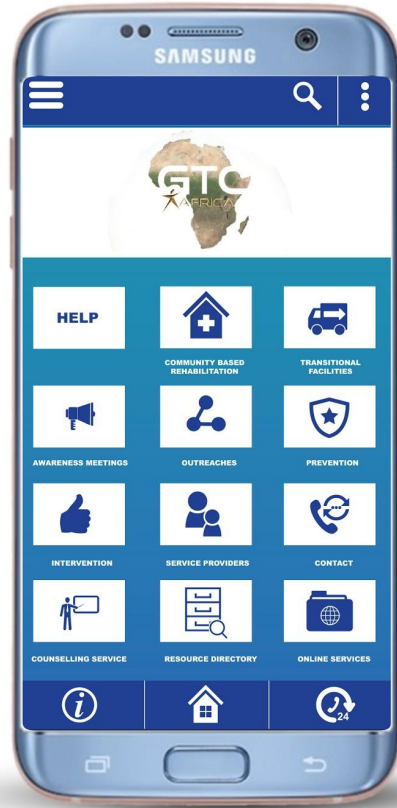 SAMSUNG
GTC
AFRICA
HELP
COMMUNITY BASED
REHABILITATION
TRANSITIONAL
FACILITIES
AWARENESS MEETINGS
OUTREACHES
PREVENTION
INTERVENTION
SERVICE PROVIDERS
CONTACT
COUNSELLING SERVICE
RESOURCE DIRECTORY
ONLINE SERVICES
i
24